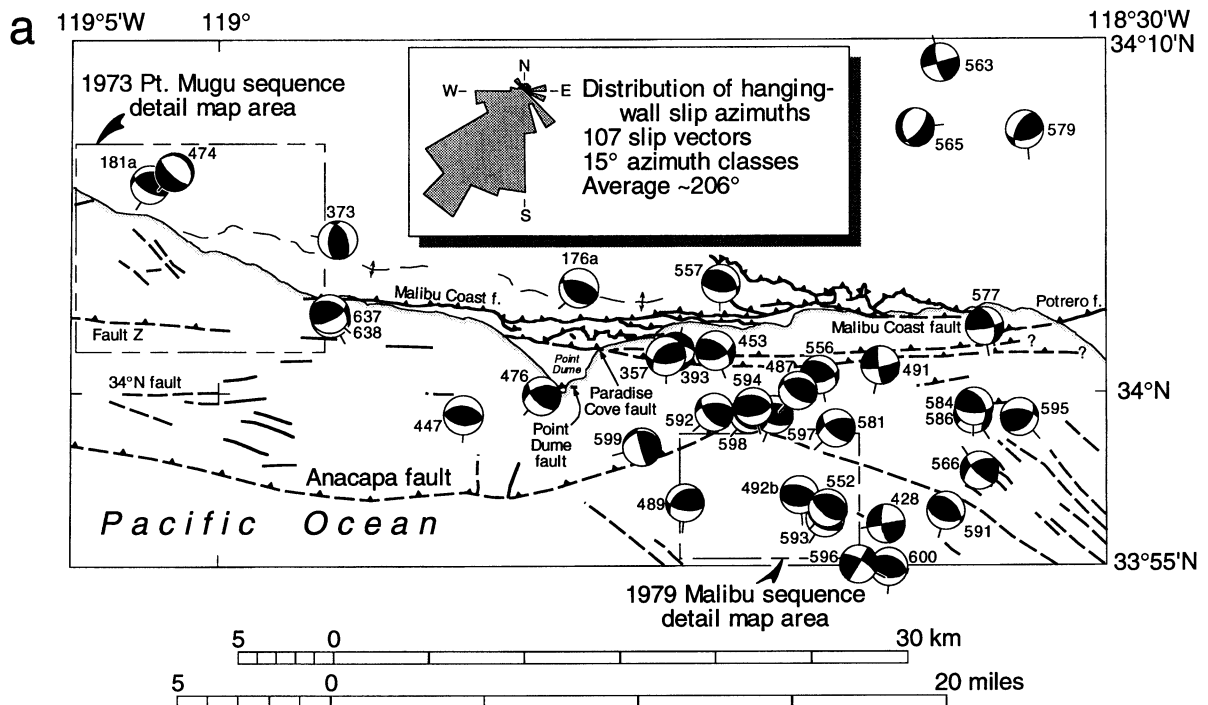 a
119°5'W
119°
118°30'W
34°10'N
1973 Pt. Mugu sequence
detail map area
N
W
E
S
Distribution of hanging-
wall slip azimuths
107 slip vectors
15° azimuth classes
Average ~206°
563
565
579
181a
474
373
176a
557
577
Potrero f.
Malibu Coast f.
Malibu Coast fault
637
638
Fault Z
?
?
453
556
491
Point
Dume
357
393
487
594
34°N fault
34°N
476
Paradise
Cove fault
447
592
598
597
581
584
586
595
Point
Dume
fault
599
566
Anacapa fault
492b
552
428
489
593
591
Pacific Ocean
596
600
33°55'N
1979 Malibu sequence
detail map area
5
0
30 km
5
0
20 miles